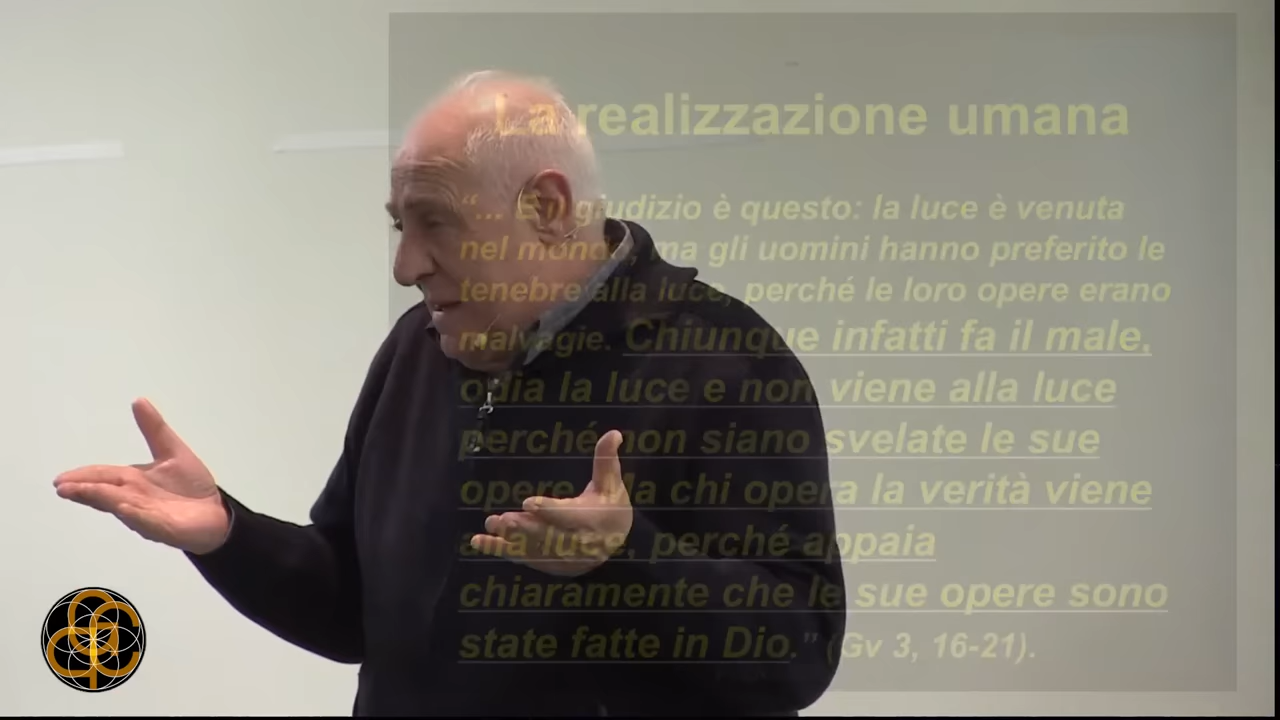 La realizzazione umana
“... E il giudizio è questo: la luce è venuta
nel mondo, ma gli uomini hanno preferito le
tenebre alla luce, perché le loro opere erano
malvagie. Chiunque infatti fa il male,
odia la luce e non viene alla luce
perché non siano svelate le sue
opere. Ma chi opera la verità viene
alla luce, perché appaia
chiaramente che le sue opere sono
state fatte in Dio.” (Gv 3, 16-21).